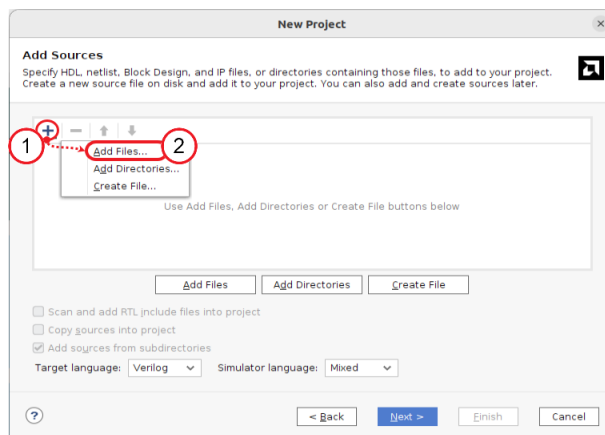 New Project
Add Sources
Specify HDL, netlist, Block Design, and IP files, or directories containing those files, to add to your project.
Create a new source file on disk and add it to your project. You can also add and create sources later.
1
Add Files...
2
Add Directories...
Create File...
Use Add Files, Add Directories or Create File buttons below
Add Files Add Directories Create File
Scan and add RTL include files into project
Copy sources into project
Add sources from subdirectories
Target language: Verilog Simulator language: Mixed
? < Back Next > Finish Cancel